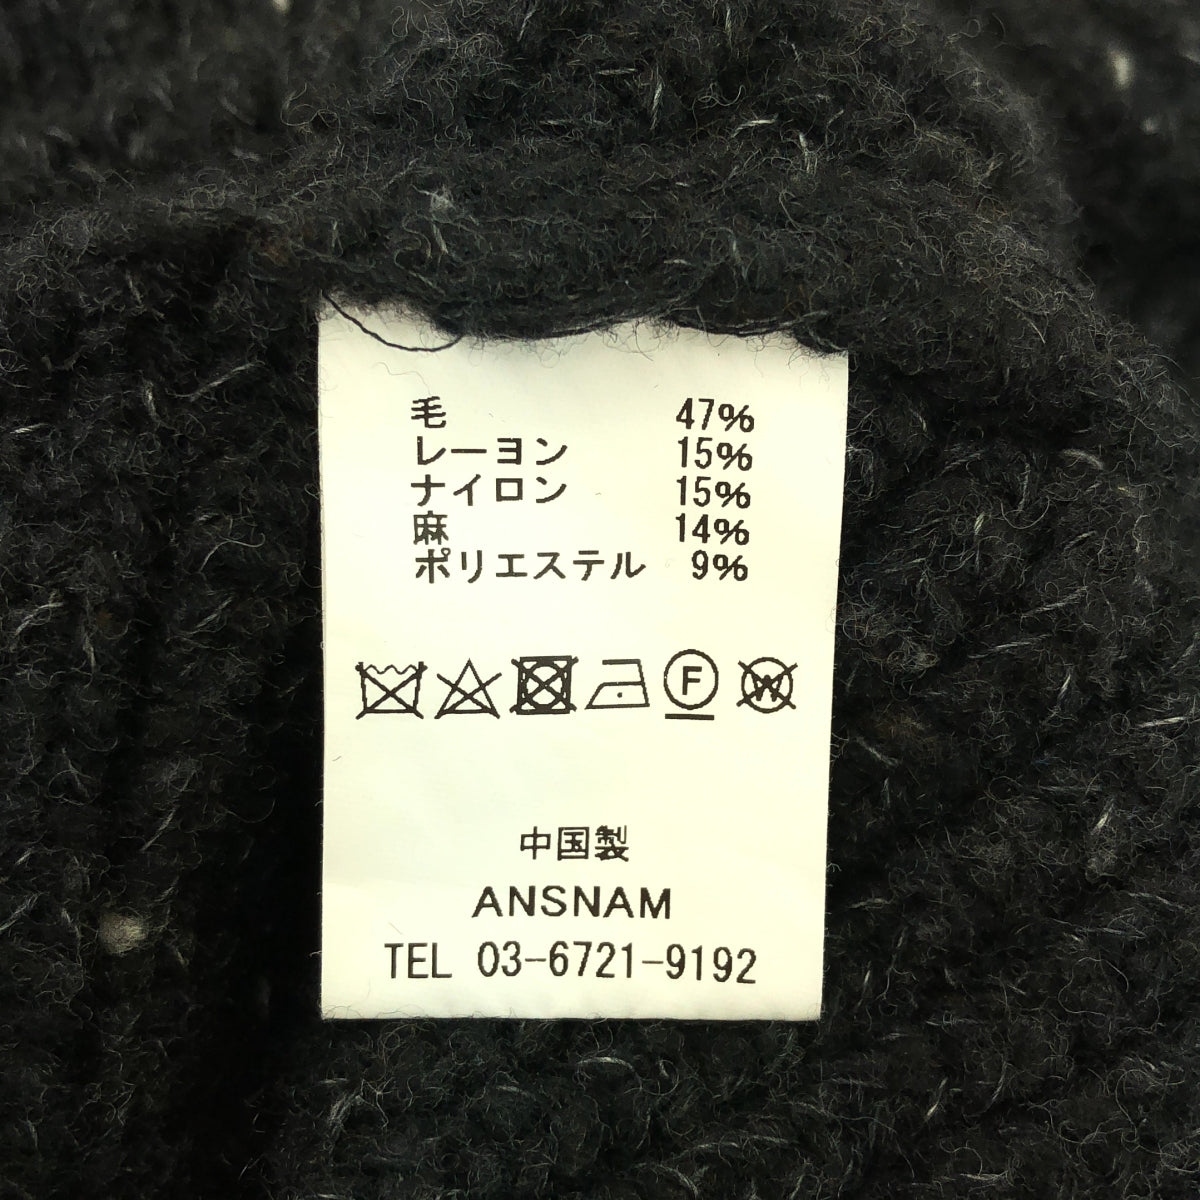 毛 47%
レーヨン 15%
ナイロン 15%
麻 14%
ポリエステル 9%
F W
中国製
ANSNAM
TEL 03-6721-9192